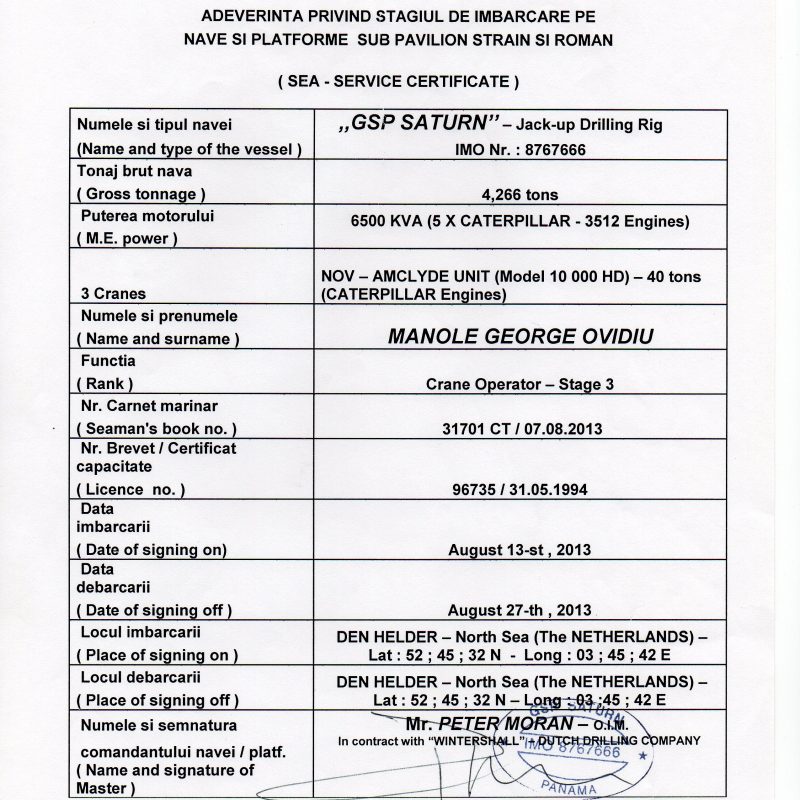 ADEVERINTA PRIVIND STAGIUL DE IMBARCARE PE
NAVE SI PLATFORME SUB PAVILION STRAIN SI ROMAN
( SEA - SERVICE CERTIFICATE )
Numele si tipul navei
(Name and type of the vessel )
„GSP SATURN” – Jack-up Drilling Rig
IMO Nr. : 8767666
Tonaj brut nava
( Gross tonnage )
4,266 tons
Puterea motorului
( M.E. power )
6500 KVA (5 X CATERPILLAR - 3512 Engines)
3 Cranes
NOV – AMCLYDE UNIT (Model 10 000 HD) – 40 tons
(CATERPILAR Engines)
Numele si prenumele
( Name and surname )
MANOLE GEORGE OVIDIU
Functia
( Rank )
Crane Operator – Stage 3
Nr. Carnet marinar
( Seaman's book no. )
31701 CT / 07.08.2013
Nr. Brevet / Certificat
capacitate
( Licence no. )
96735 / 31.05.1994
Data
imbarcarii
( Date of signing on)
August 13-st , 2013
Data
debarcarii
( Date of signing off )
August 27-th , 2013
Locul imbarcarii
( Place of signing on )
DEN HELDER – North Sea (The NETHERLANDS) –
Lat : 52 ; 45 ; 32 N - Long : 03 ; 45 ; 42 E
Locul debarcarii
( Place of signing off )
DEN HELDER – North Sea (The NETHERLANDS) –
Lat : 52 ; 45 ; 32 N – Long : 03 ;45 ; 42 E
Numele si semnatura
comandantului navei / platf.
( Name and signature of
Master )
Mr. PETER MORAN – O.I.M.
In contract with “WINTERSHALL” - DUTCH DRILLING COMPANY
GSP SATURN
IMO 8767666
PANAMA